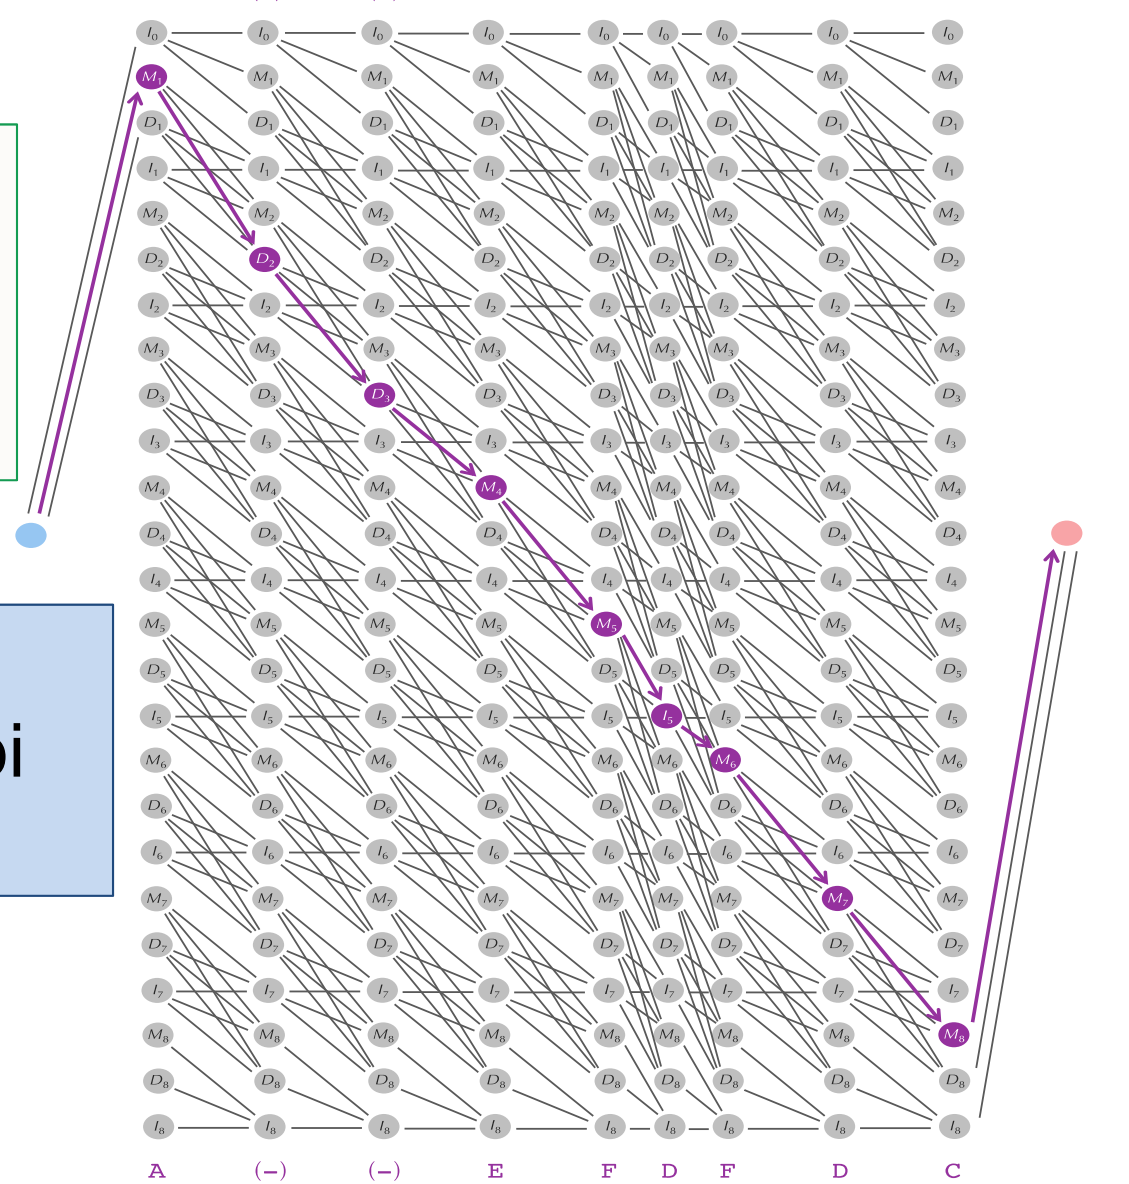 I₀ I₀ I₀ I₀ I₀ I₀ I₀ I₀ I₀
M₁ M₁ M₁ M₁ M₁ M₁ M₁ M₁ M₁
D₁ D₁ D₁ D₁ D₁ D₁ D₁ D₁ D₁
I₁ I₁ I₁ I₁ I₁ I₁ I₁ I₁ I₁
M₂ M₂ M₂ M₂ M₂ M₂ M₂ M₂ M₂
D₂ D₂ D₂ D₂ D₂ D₂ D₂ D₂ D₂
I₂ I₂ I₂ I₂ I₂ I₂ I₂ I₂ I₂
M₃ M₃ M₃ M₃ M₃ M₃ M₃ M₃ M₃
D₃ D₃ D₃ D₃ D₃ D₃ D₃ D₃ D₃
I₃ I₃ I₃ I₃ I₃ I₃ I₃ I₃ I₃
M₄ M₄ M₄ M₄ M₄ M₄ M₄ M₄ M₄
D₄ D₄ D₄ D₄ D₄ D₄ D₄ D₄ D₄
I₄ I₄ I₄ I₄ I₄ I₄ I₄ I₄ I₄
M₅ M₅ M₅ M₅ M₅ M₅ M₅ M₅ M₅
D₅ D₅ D₅ D₅ D₅ D₅ D₅ D₅ D₅
I₅ I₅ I₅ I₅ I₅ I₅ I₅ I₅ I₅
oi
M₆ M₆ M₆ M₆ M₆ M₆ M₆ M₆ M₆
D₆ D₆ D₆ D₆ D₆ D₆ D₆ D₆ D₆
I₆ I₆ I₆ I₆ I₆ I₆ I₆ I₆ I₆
M₇ M₇ M₇ M₇ M₇ M₇ M₇ M₇ M₇
D₇ D₇ D₇ D₇ D₇ D₇ D₇ D₇ D₇
I₇ I₇ I₇ I₇ I₇ I₇ I₇ I₇ I₇
M₈ M₈ M₈ M₈ M₈ M₈ M₈ M₈ M₈
D₈ D₈ D₈ D₈ D₈ D₈ D₈ D₈ D₈
I₈ I₈ I₈ I₈ I₈ I₈ I₈ I₈ I₈
A (−) (−) E F D F D C